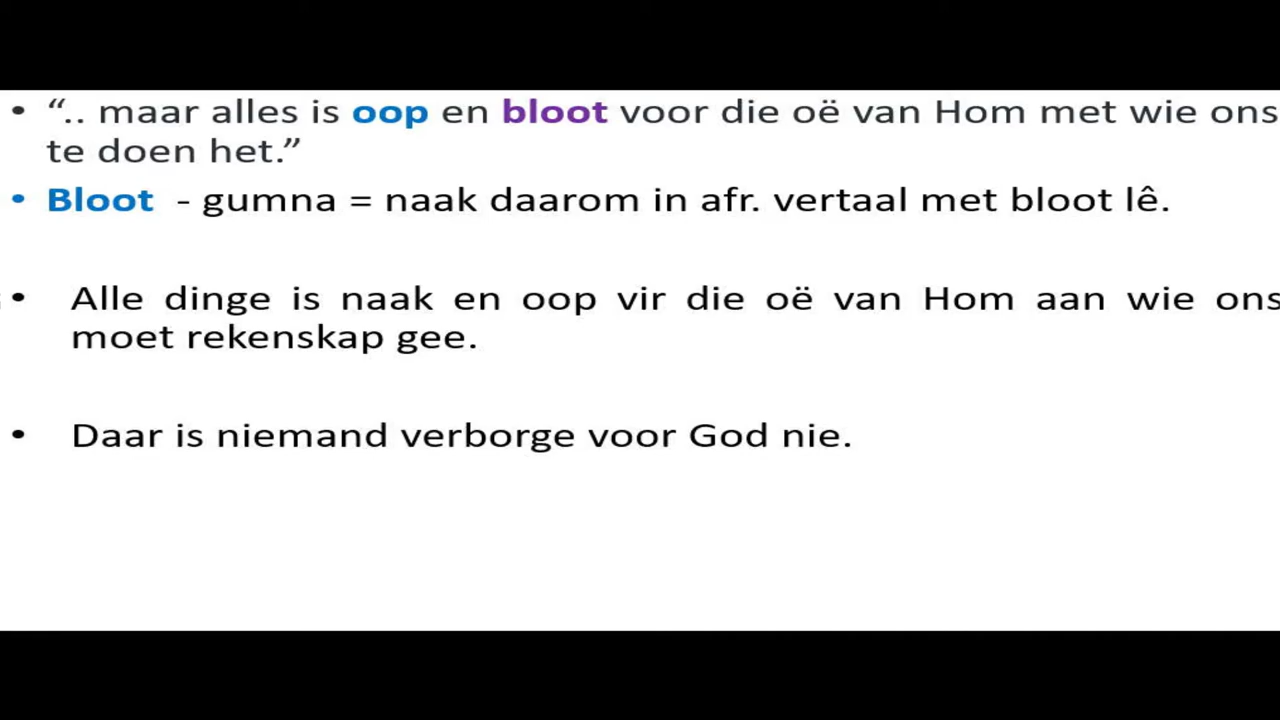 • “.. maar alles is oop en bloot voor die oë van Hom met wie ons
te doen het.”
• Bloot - gumna = naak daarom in afr. vertaal met bloot lê.
• Alle dinge is naak en oop vir die oë van Hom aan wie ons
moet rekenskap gee.
• Daar is niemand verborge voor God nie.